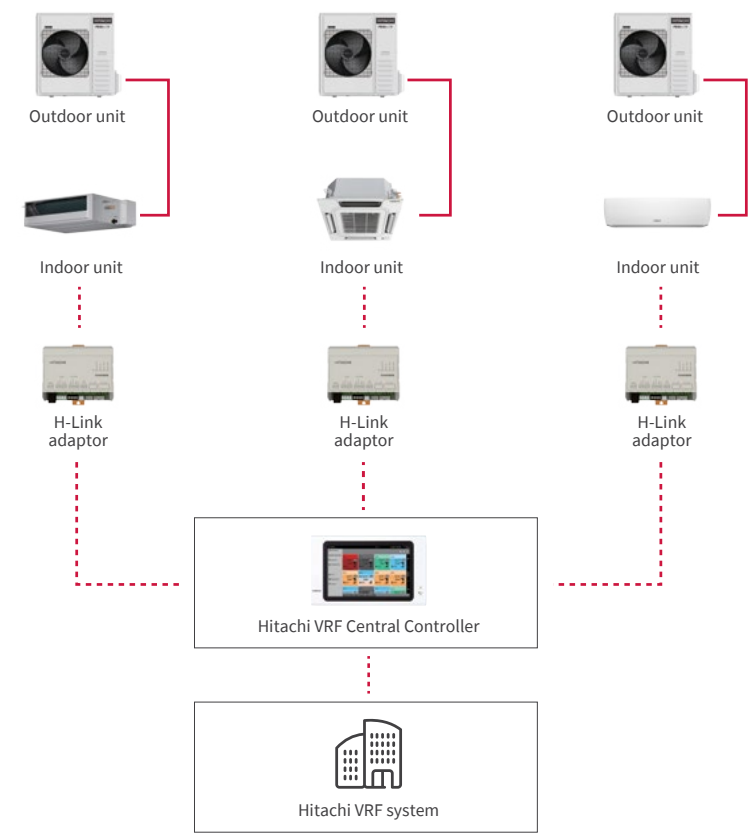 Outdoor unit
Outdoor unit
Outdoor unit
Indoor unit
Indoor unit
Indoor unit
H-Link
adaptor
H-Link
adaptor
H-Link
adaptor
Hitachi VRF Central Controller
Hitachi VRF system